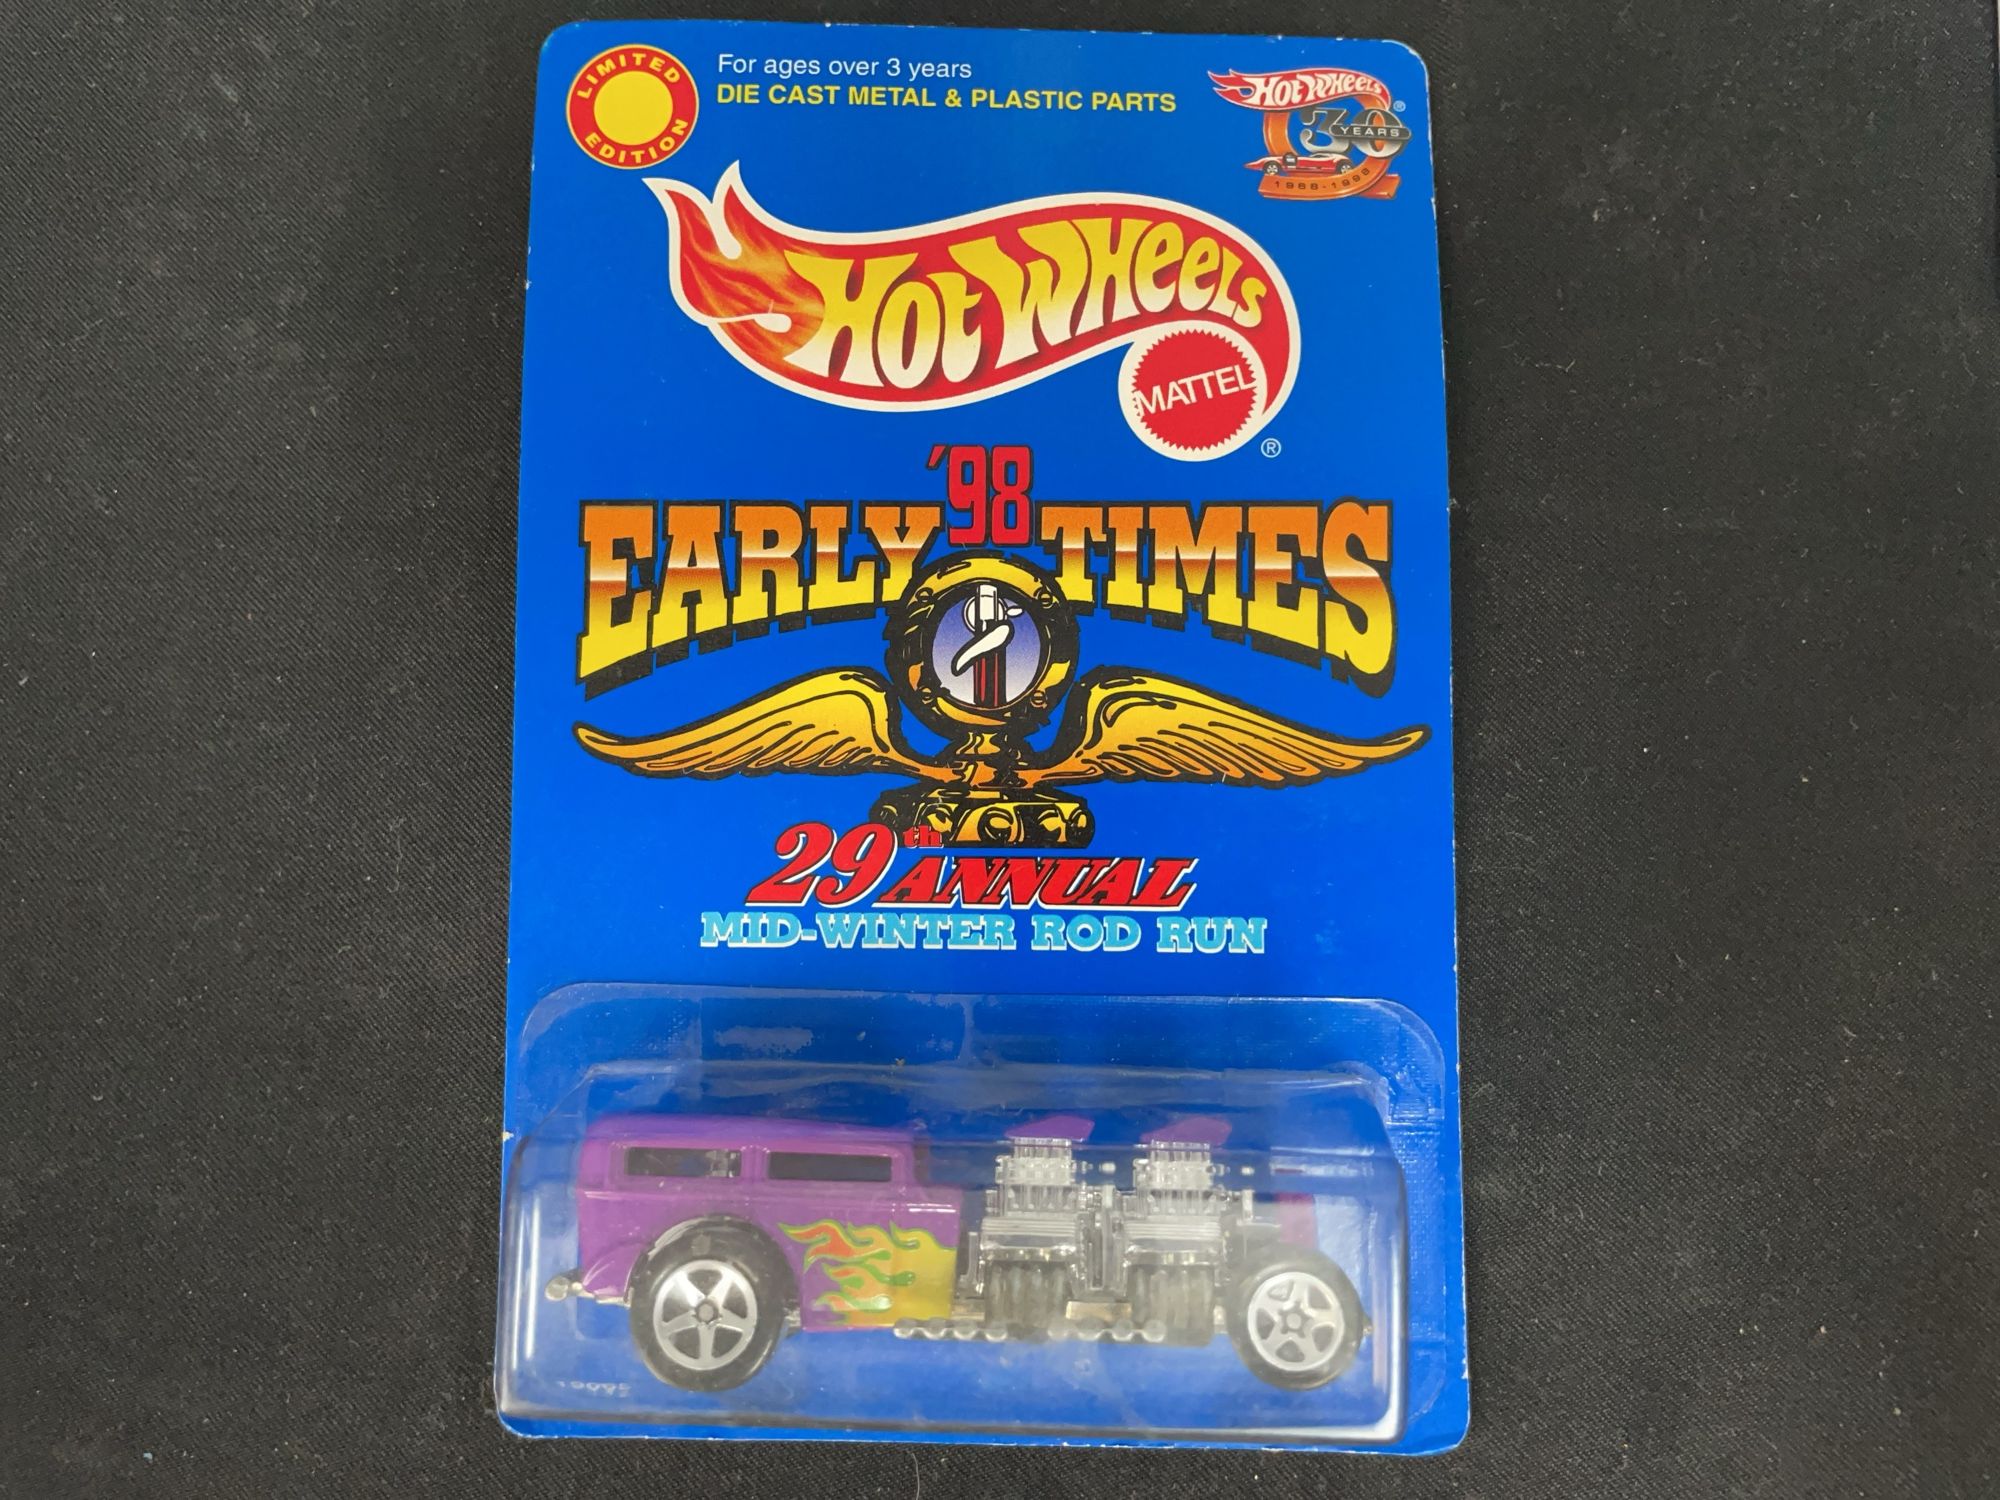 LIMITED EDITION
For ages over 3 years
DIE CAST METAL & PLASTIC PARTS
Hot Wheels ®
30 YEARS
1968-1998
Hot Wheels
MATTEL
®
'98
EARLY TIMES
29th ANNUAL
MID-WINTER ROD RUN